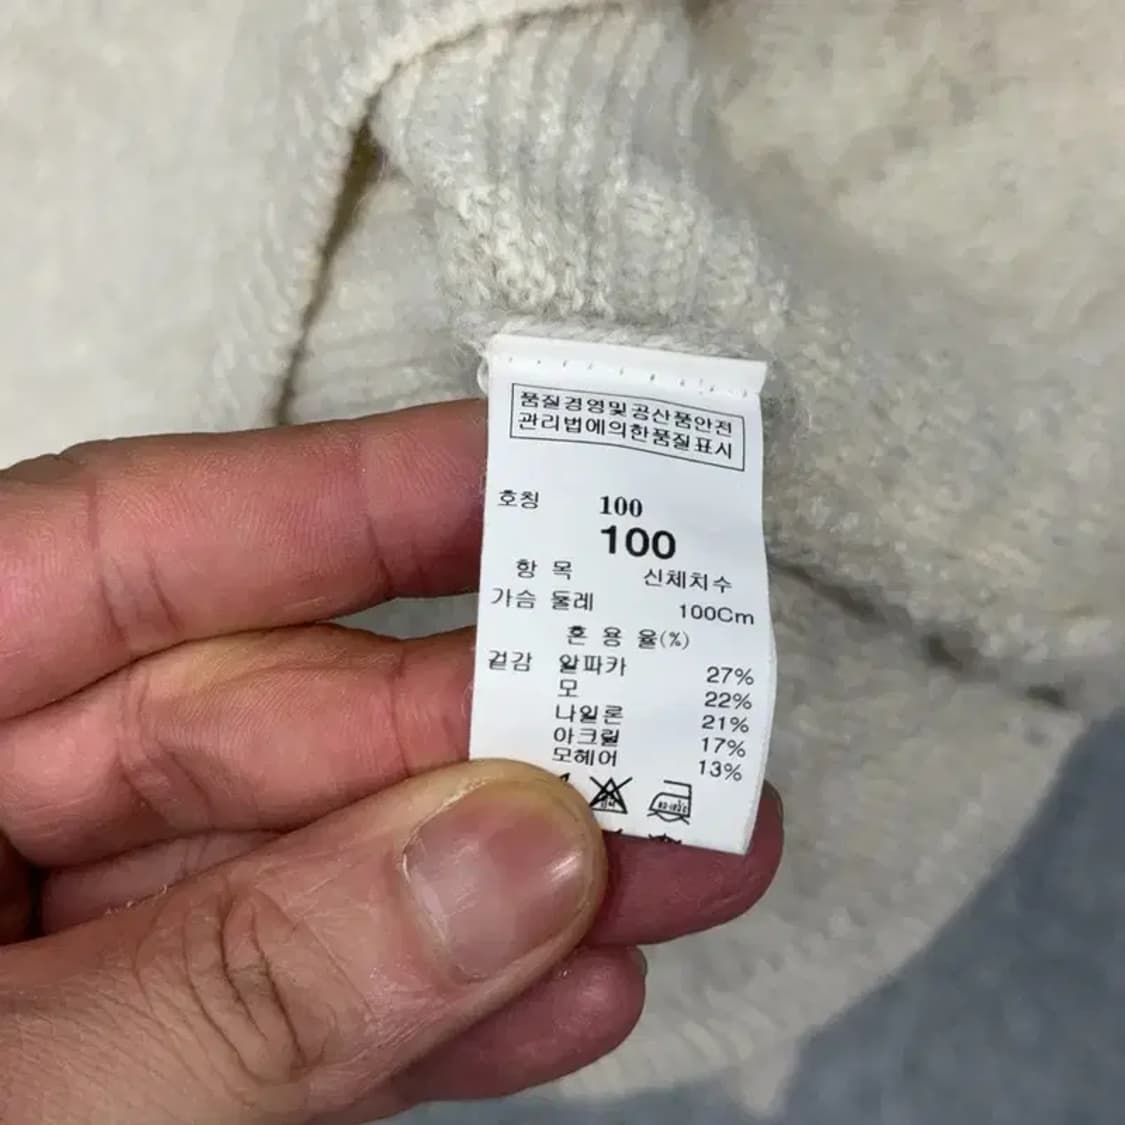 품질경영및공산품안전
관리법에의한품질표시
호칭 100
100
항 목 신체치수
가슴 둘레 100Cm
혼 용 율(%)
겉감 알파카 27%
모 22%
나일론 21%
아크릴 17%
모헤어 13%